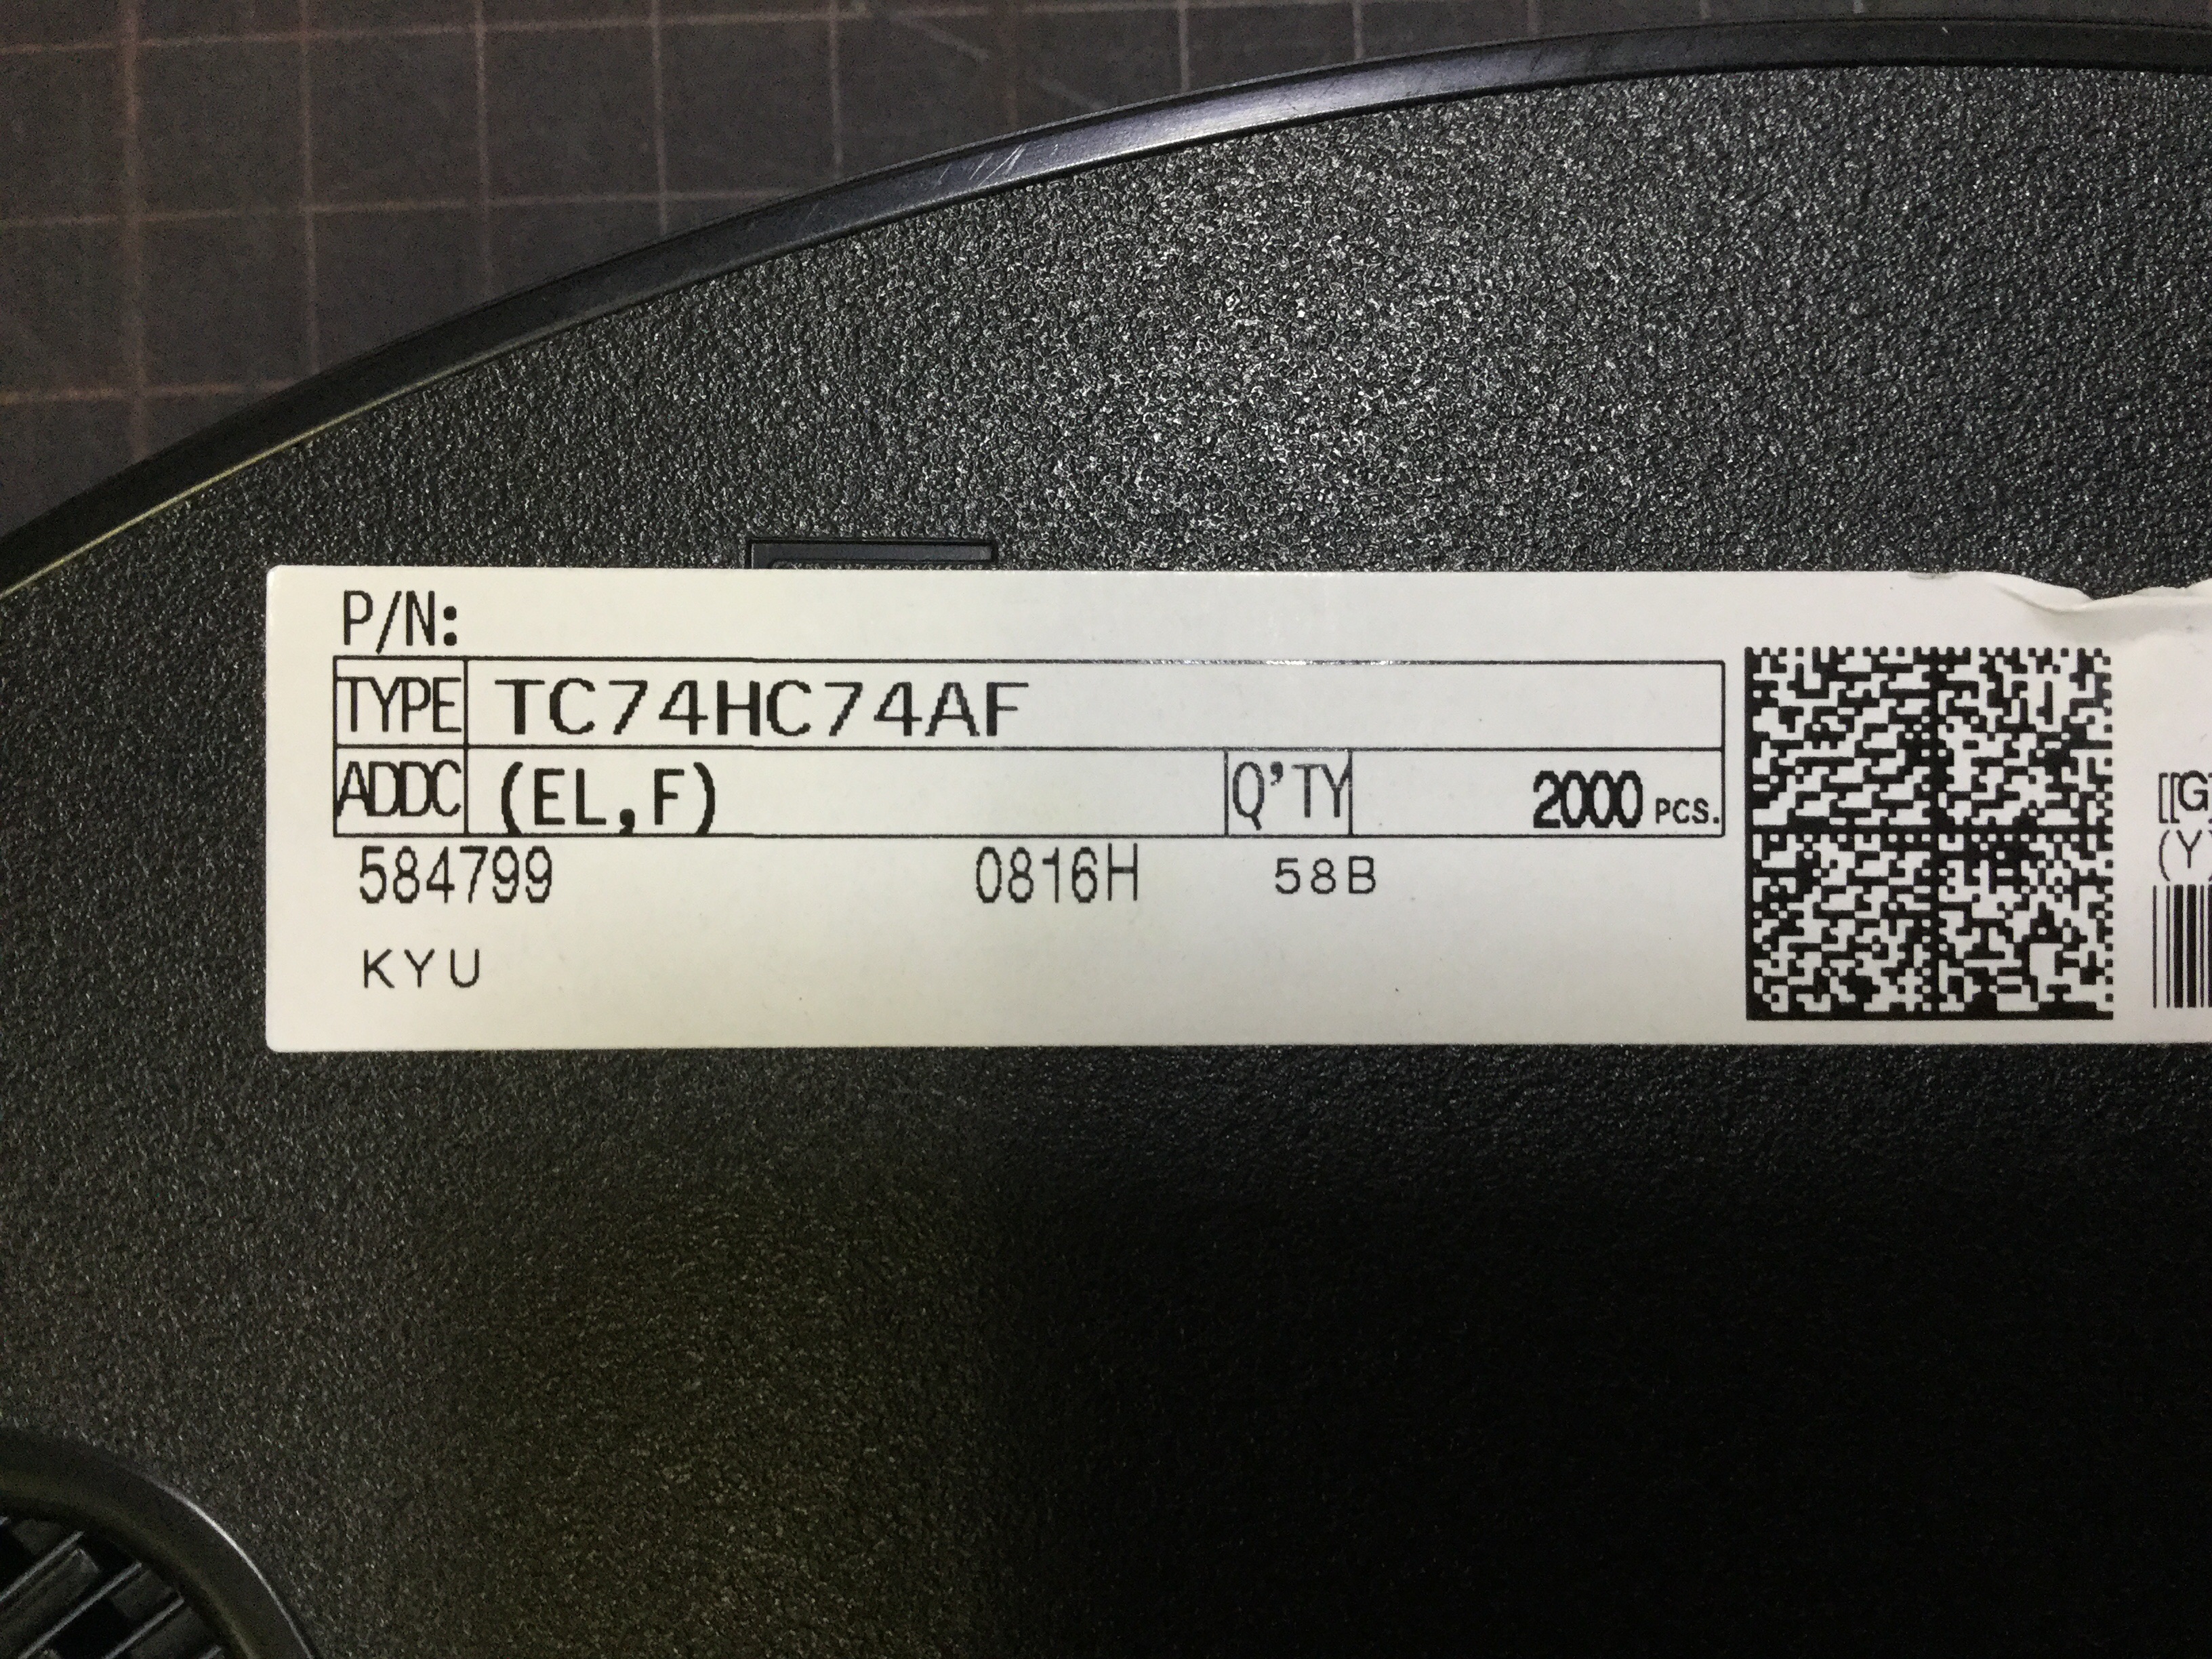 P/N:
TYPE TC74HC74AF
ADDC (EL,F) Q'TY 2000 PCS.
584799 0816H 58B
KYU
[[G
(Y)